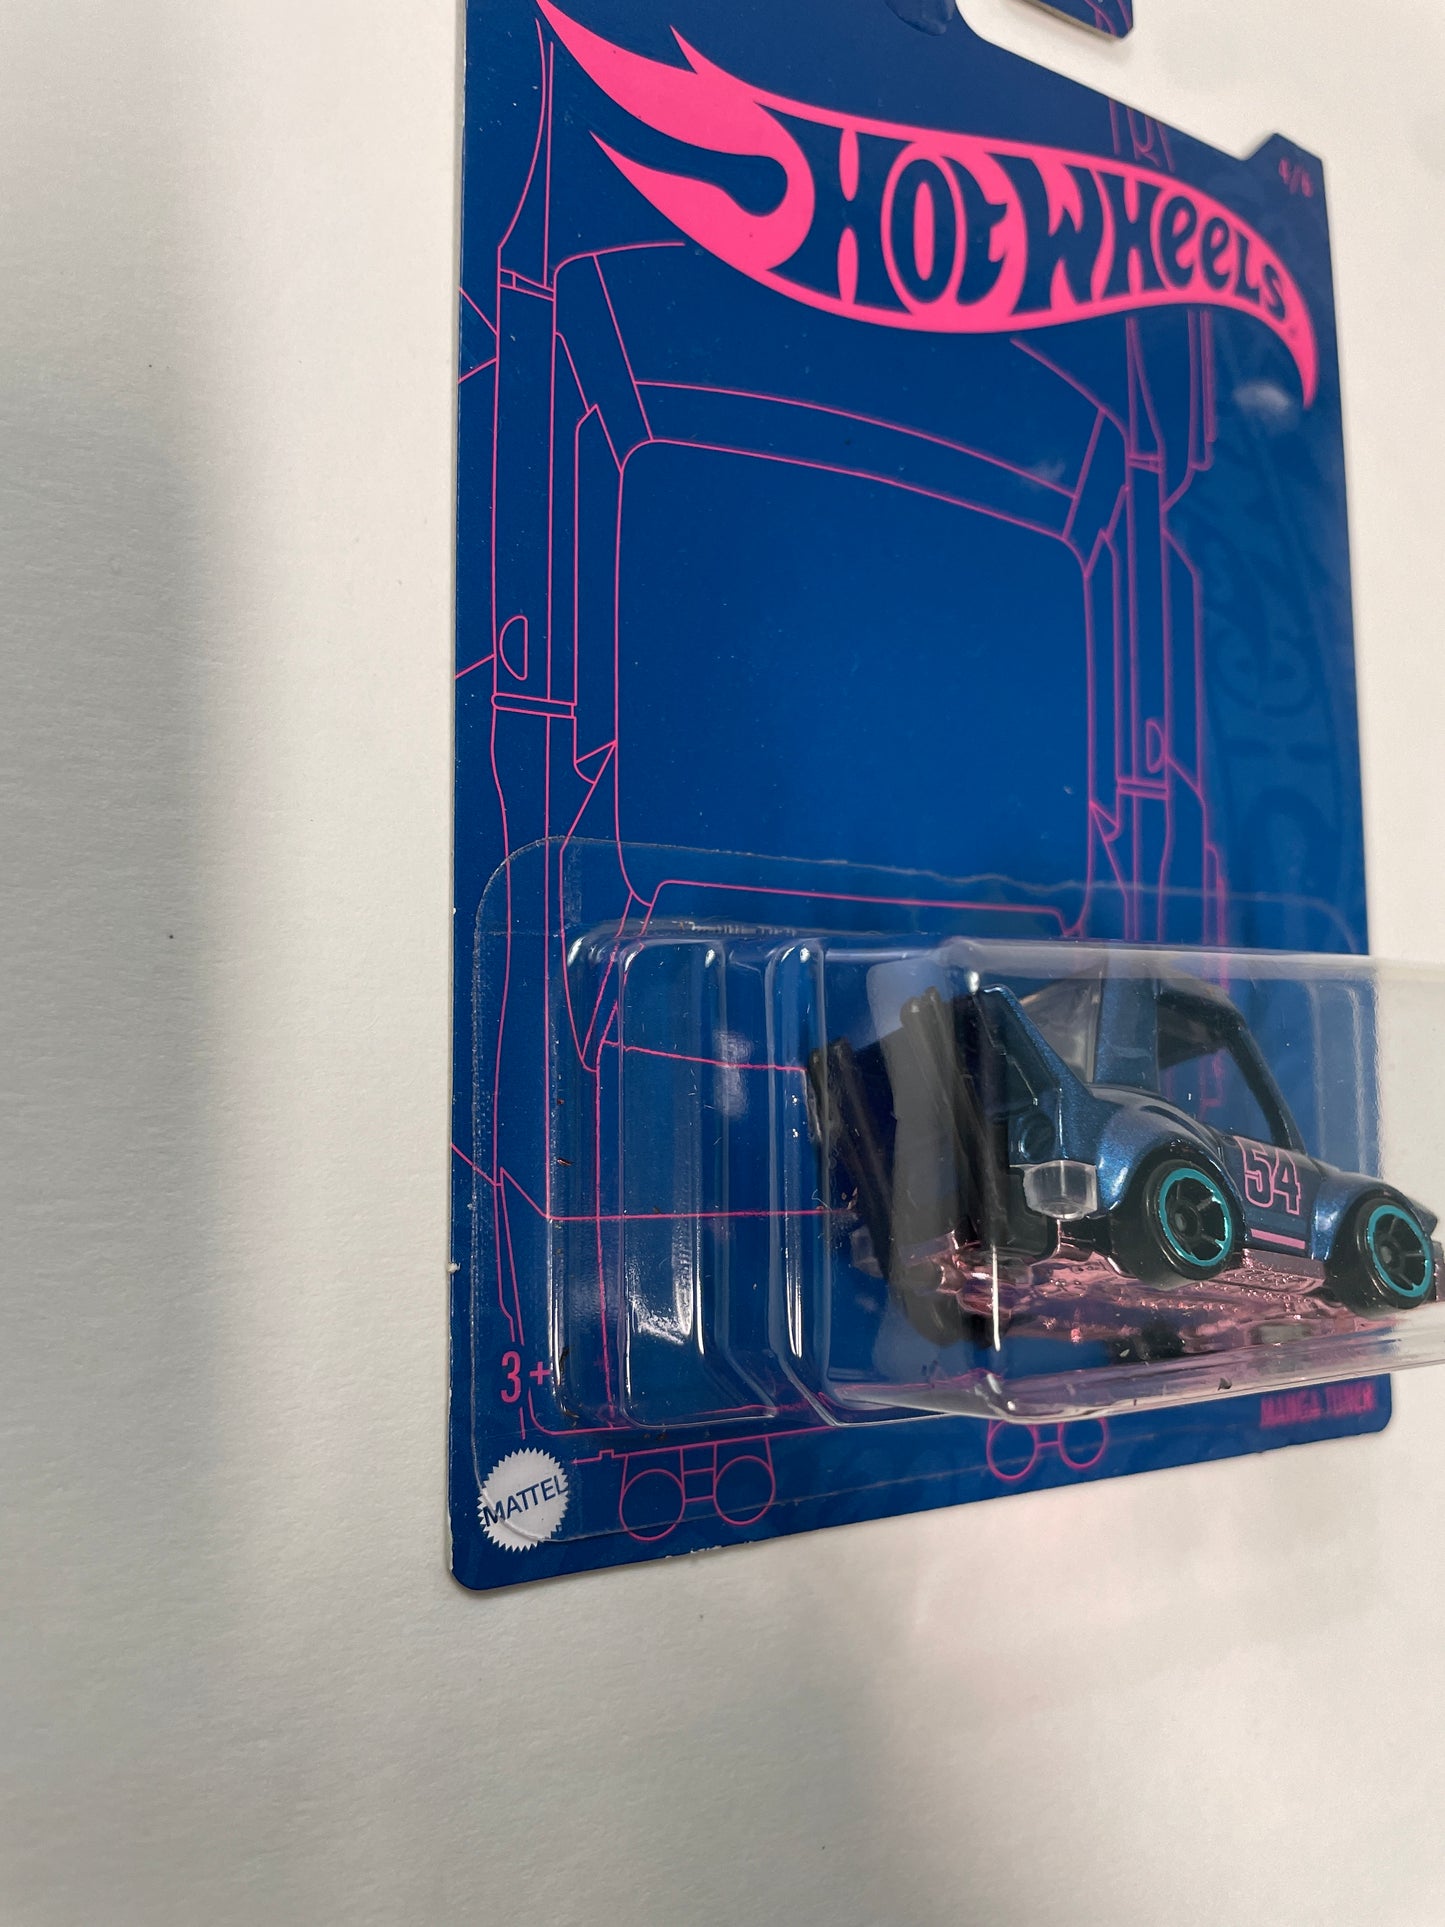 HOT WHEELS
4/6
54
3+
MATTEL
MANGA TUNER